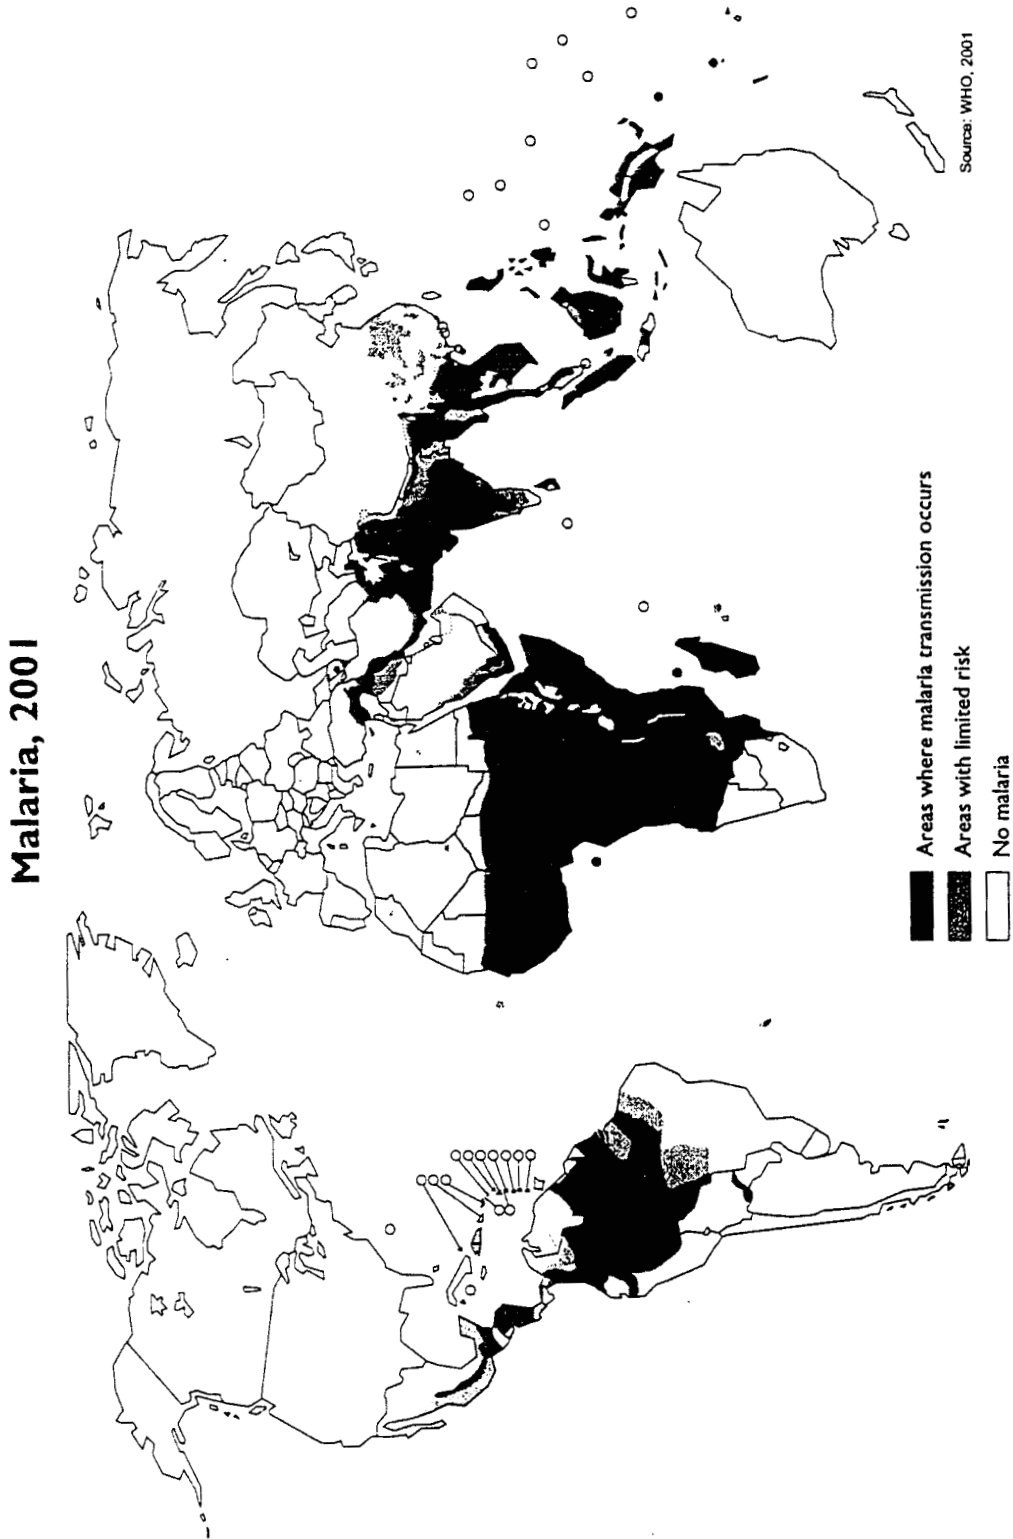 Malaria, 2001
Areas where malaria transmission occurs
Areas with limited risk
No malaria
Source: WHO, 2001